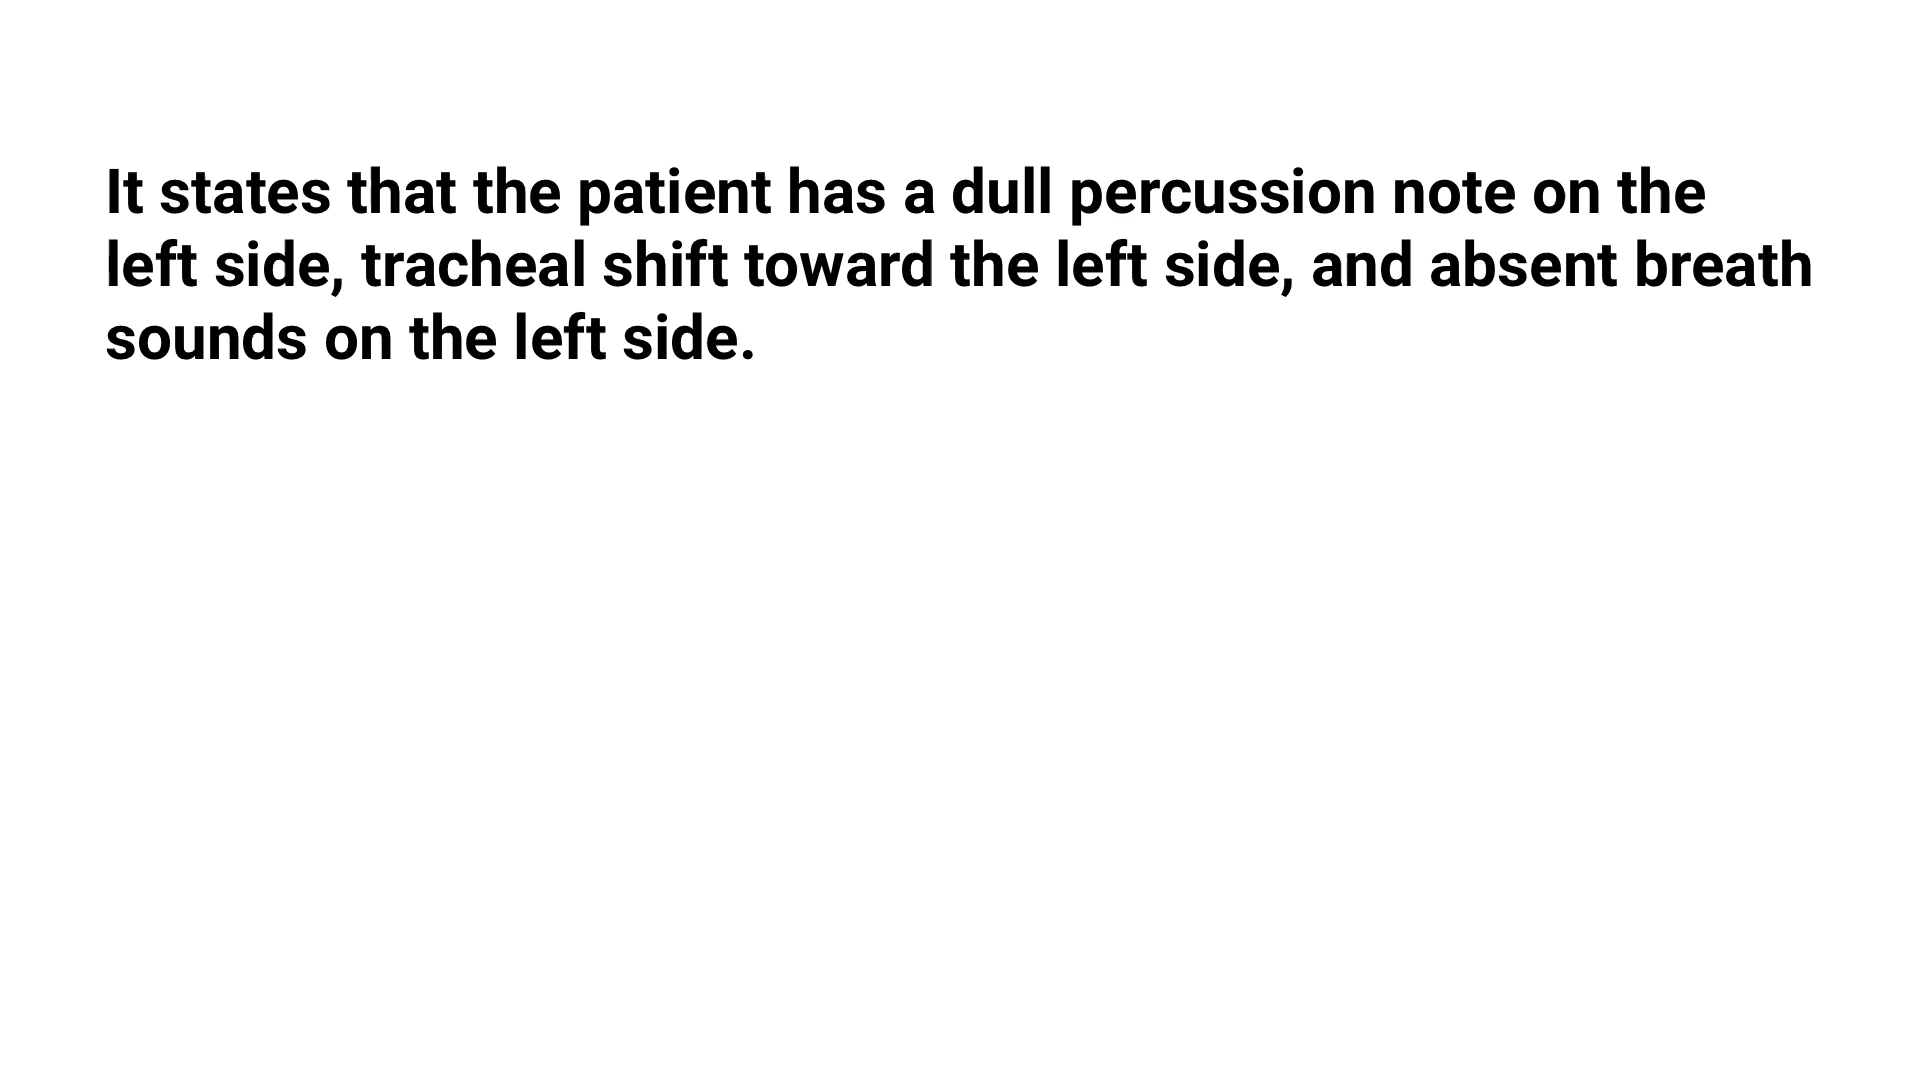 It states that the patient has a dull percussion note on the
left side, tracheal shift toward the left side, and absent breath
sounds on the left side.